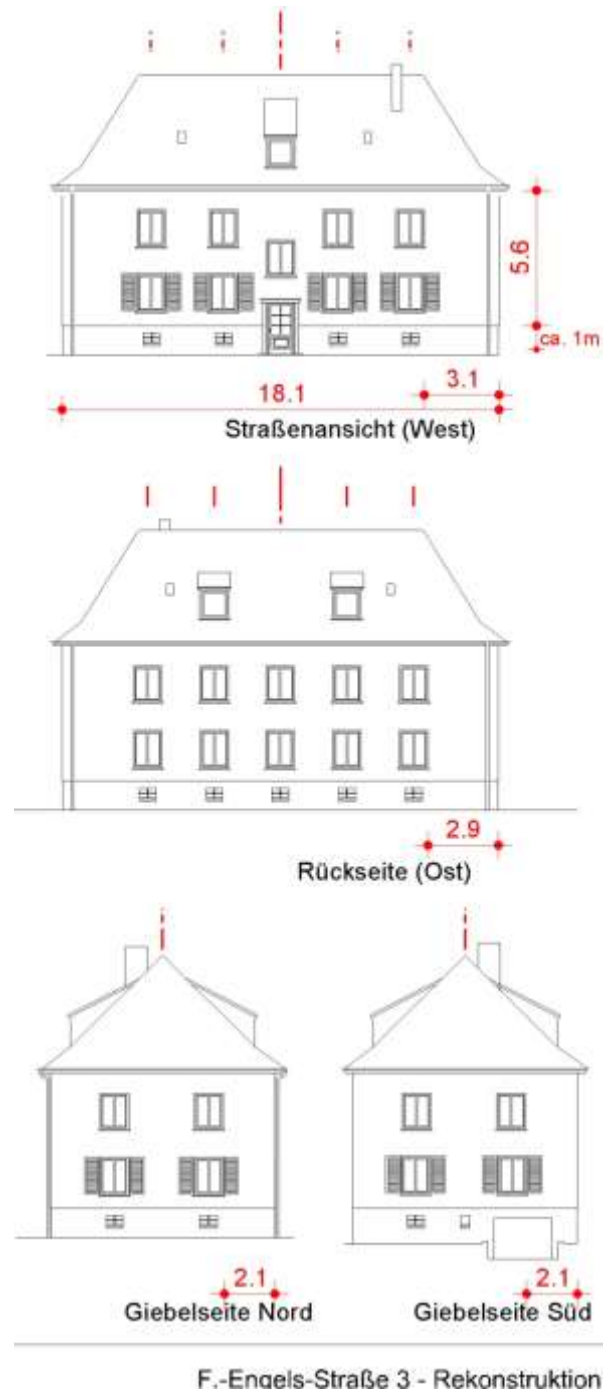 5.6
ca. 1m
3.1
18.1
Straßenansicht (West)
2.9
Rückseite (Ost)
2.1
2.1
Giebelseite Nord
Giebelseite Süd
F.-Engels-Straße 3 - Rekonstruktion